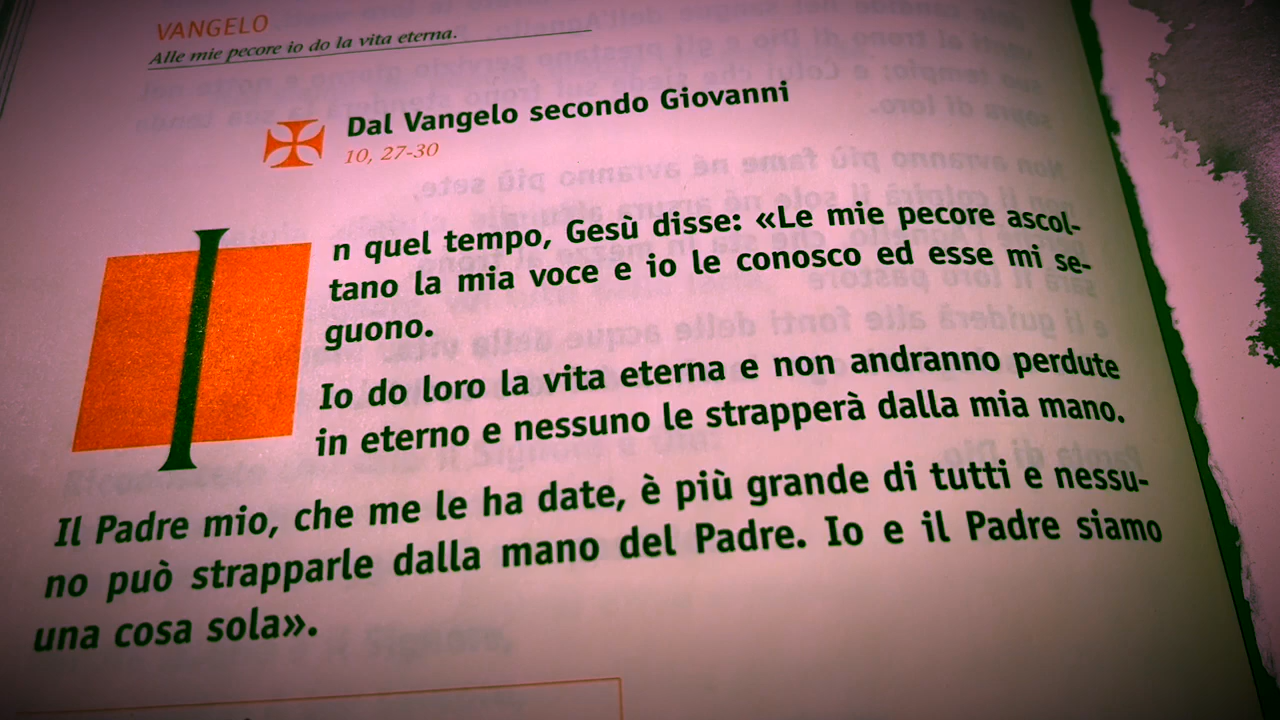 VANGELO
Alle mie pecore io do la vita eterna.
Dal Vangelo secondo Giovanni
10, 27-30
In quel tempo, Gesù disse: «Le mie pecore ascol-
tano la mia voce e io le conosco ed esse mi se-
guono.
Io do loro la vita eterna e non andranno perdute
in eterno e nessuno le strapperà dalla mia mano.
Il Padre mio, che me le ha date, è più grande di tutti e nessu-
no può strapparle dalla mano del Padre. Io e il Padre siamo
una cosa sola».